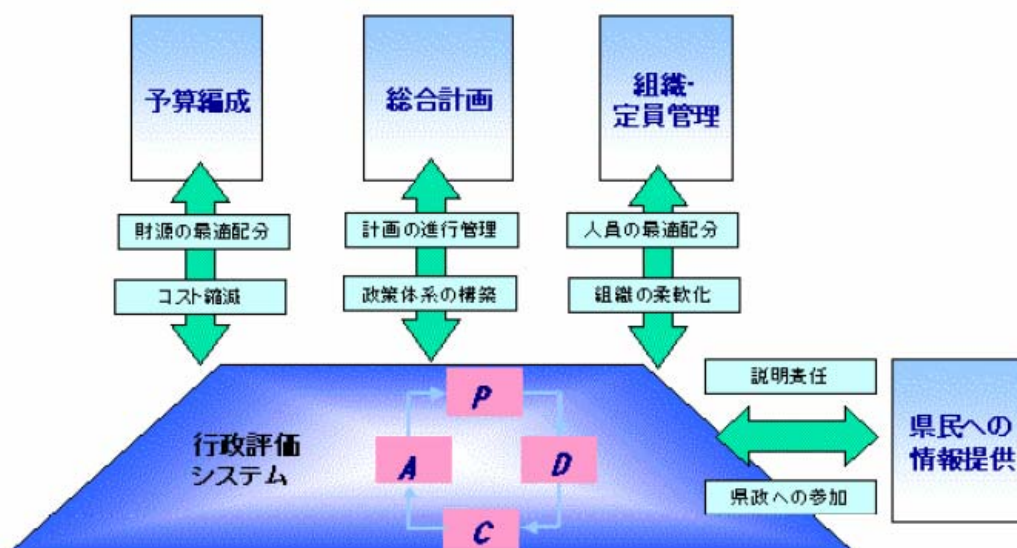 予算編成
総合計画
組織・
定員管理
財源の最適配分
計画の進行管理
人員の最適配分
コスト縮減
政策体系の構築
組織の柔軟化
説明責任
行政評価
システム
P
A
D
C
県民への
情報提供
県政への参加